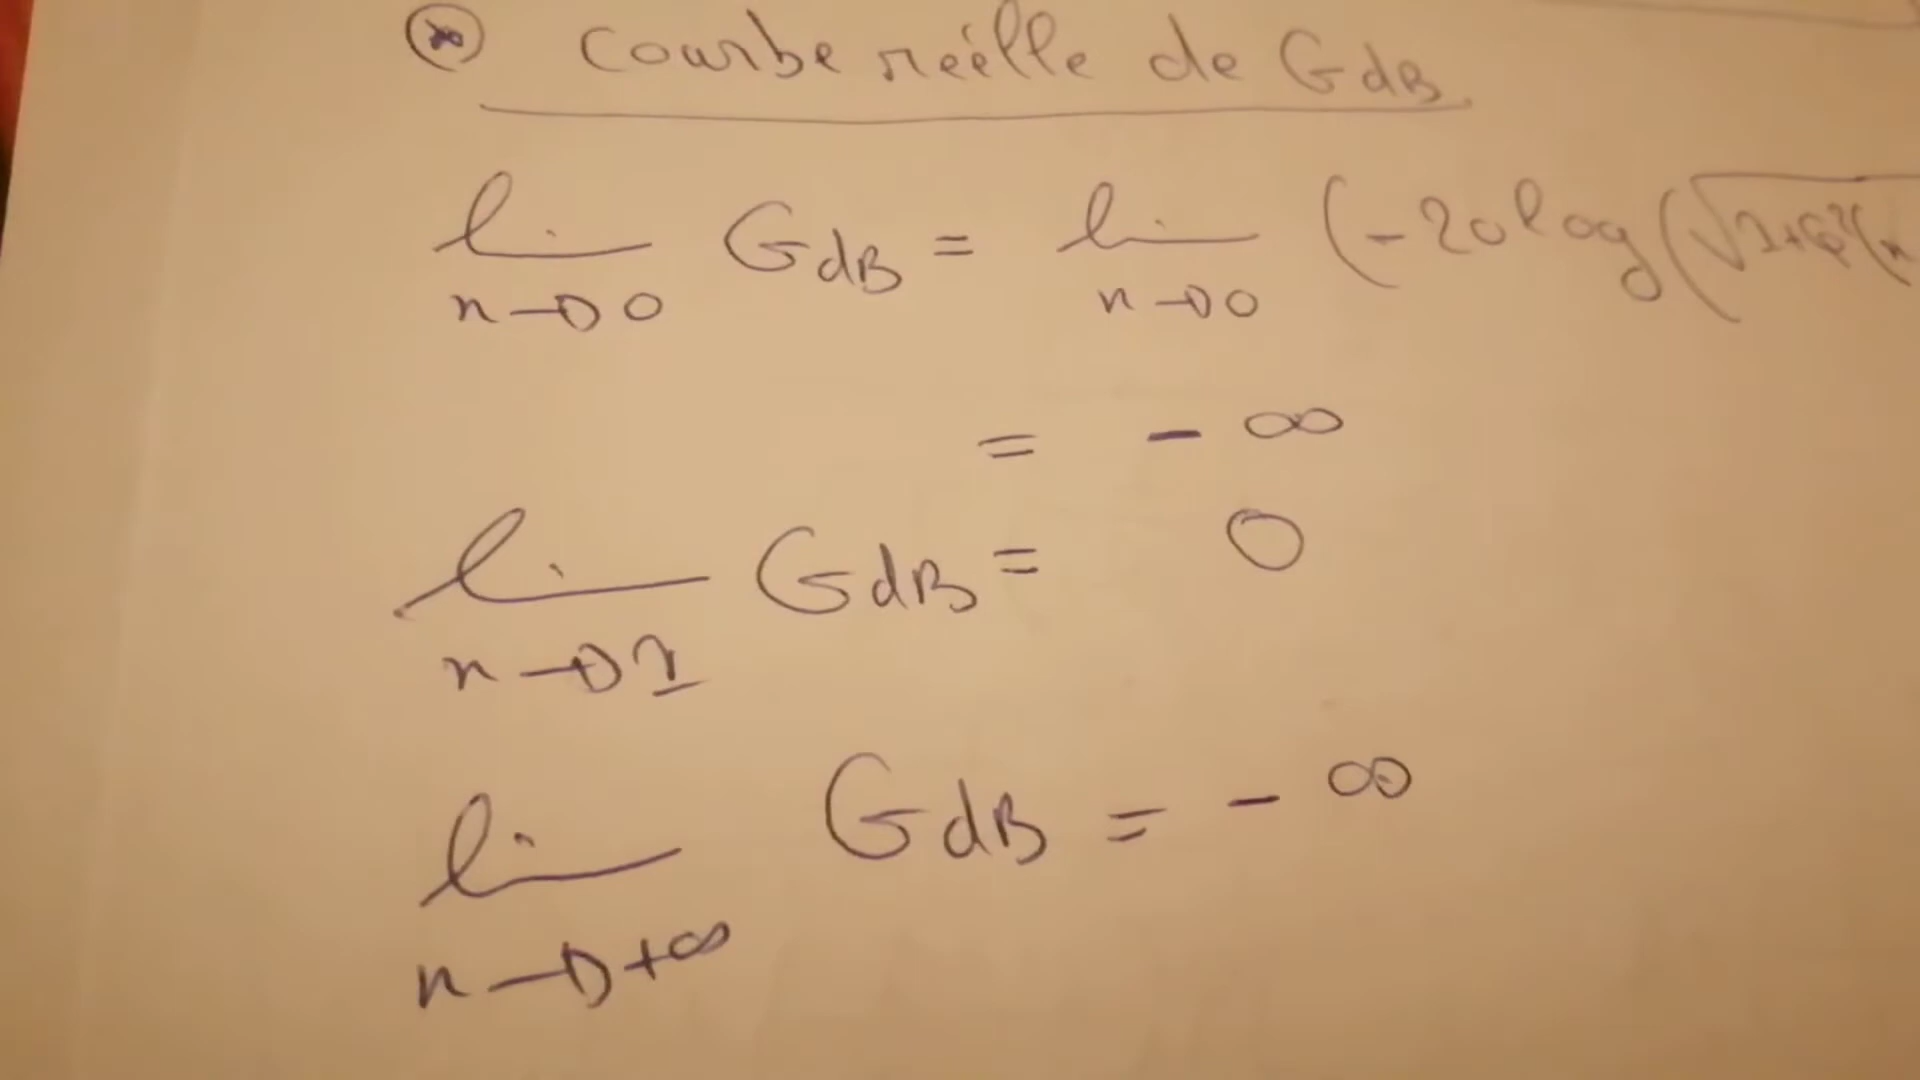 * Courbe réelle de GdB
lim GdB = lim (-20log(√1+Q²(x
x→0 x→0
= - ∞
lim GdB = 0
x→1
lim GdB = - ∞
x→+∞